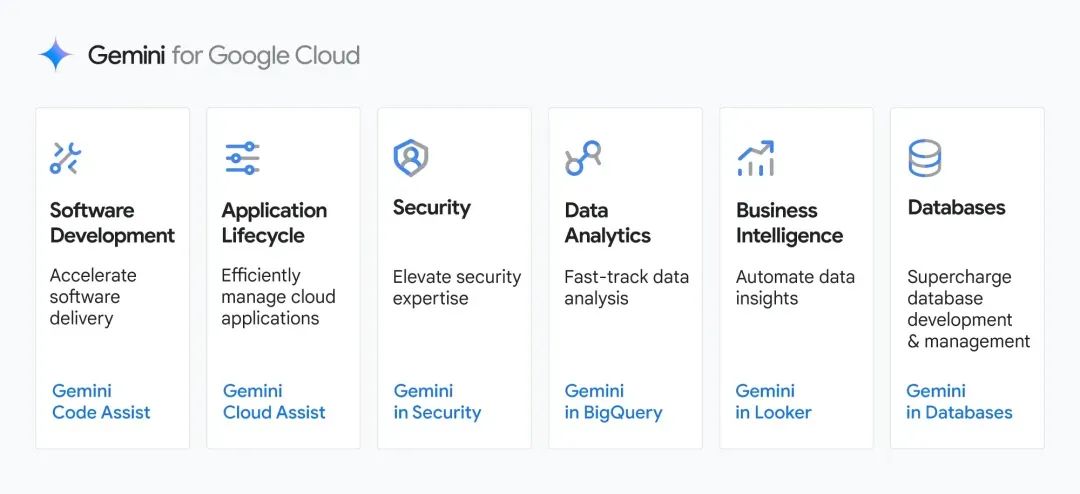 Gemini for Google Cloud
Software
Development
Accelerate
software
delivery
Gemini
Code Assist
Application
Lifecycle
Efficiently
manage cloud
applications
Gemini
Cloud Assist
Security
Elevate security
expertise
Gemini
in Security
Data
Analytics
Fast-track data
analysis
Gemini
in BigQuery
Business
Intelligence
Automate data
insights
Gemini
in Looker
Databases
Supercharge
database
development
& management
Gemini
in Databases